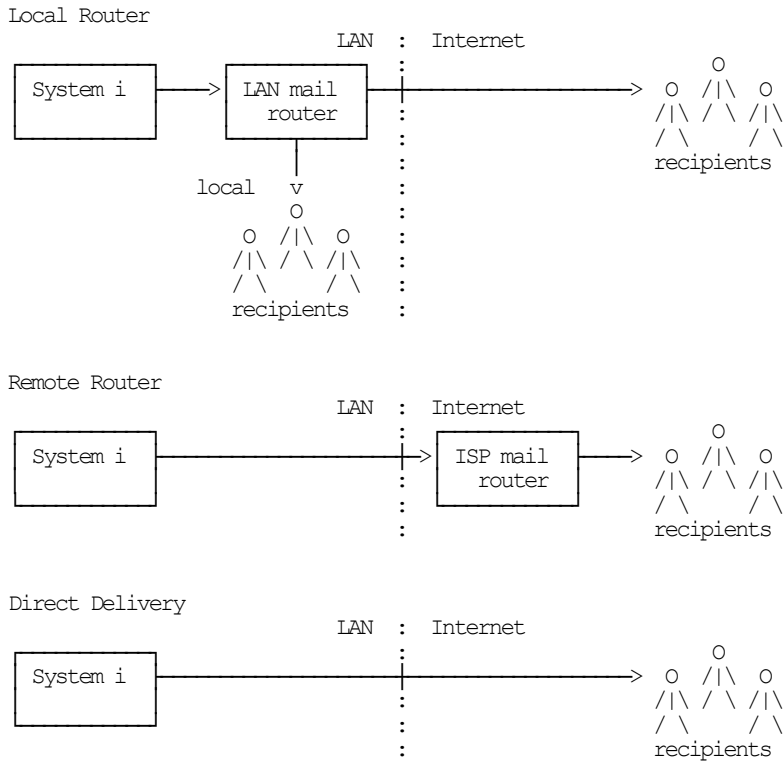 Local Router
LAN : Internet
System i
LAN mail
router
recipients
local v
recipients
Remote Router
LAN : Internet
System i
ISP mail
router
recipients
Direct Delivery
LAN : Internet
System i
recipients